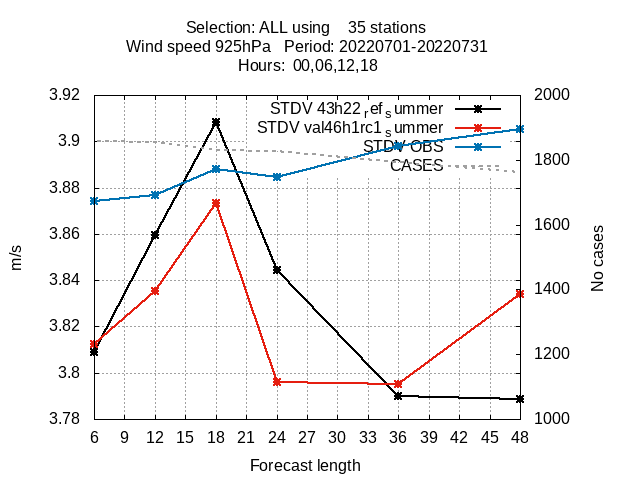 Selection: ALL using    35 stations
Wind speed 925hPa   Period: 20220701-20220731
Hours:  00,06,12,18
STDV 43h22_ref_summer
STDV val46h1rc1_summer
STDV OBS
CASES
3.92
3.9
3.88
3.86
3.84
3.82
3.8
3.78
2000
1800
1600
1400
1200
1000
m/s
No cases
6 9 12 15 18 21 24 27 30 33 36 39 42 45 48
Forecast length